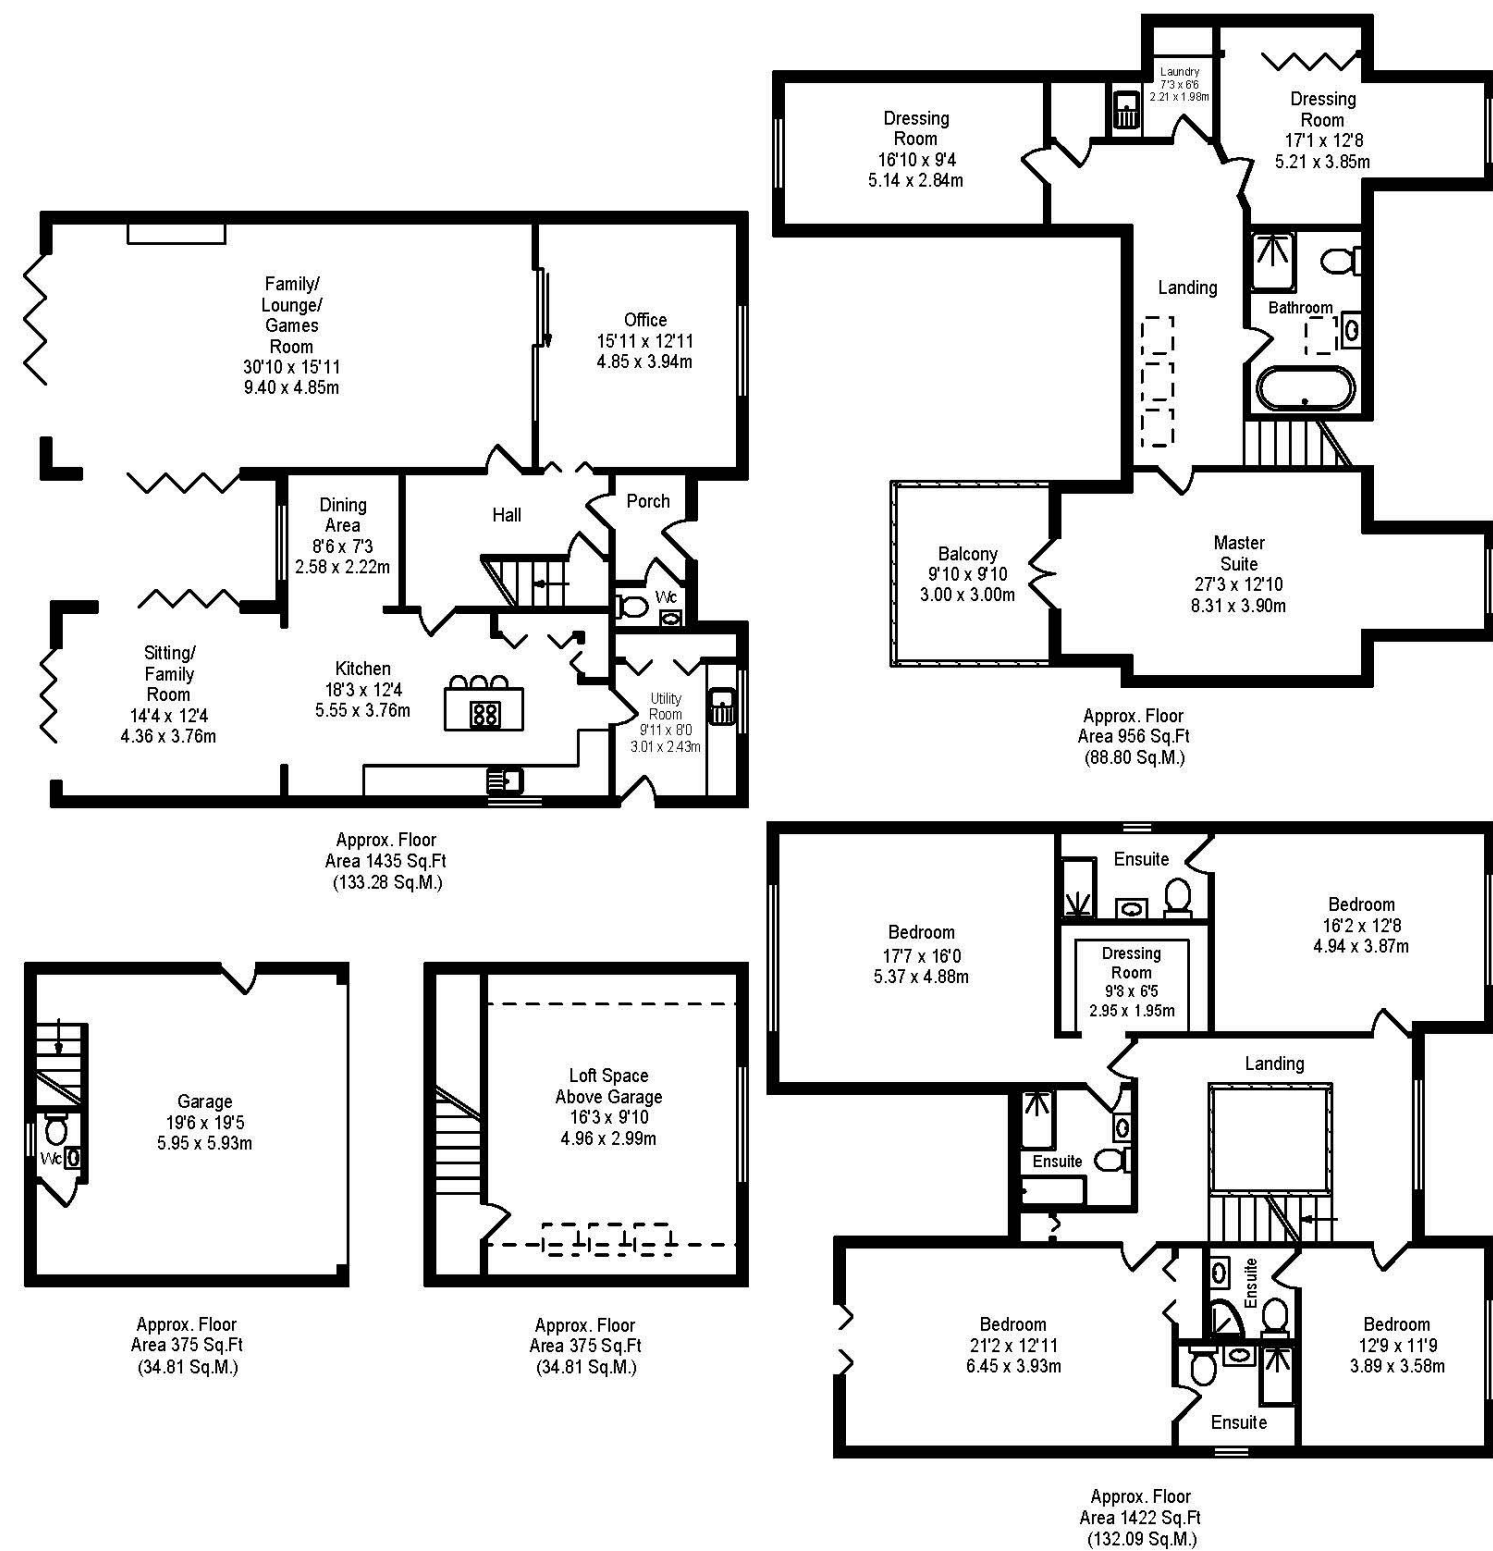 Family/
Lounge/
Games
Room
30'10 x 15'11
9.40 x 4.85m
Office
15'11 x 12'11
4.85 x 3.94m
Dining
Area
8'6 x 7'3
2.58 x 2.22m
Hall
Porch
Wc
Sitting/
Family
Room
14'4 x 12'4
4.36 x 3.76m
Kitchen
18'3 x 12'4
5.55 x 3.76m
Utility
Room
9'11 x 8'0
3.01 x 2.43m
Approx. Floor
Area 1435 Sq.Ft
(133.28 Sq.M.)
Laundry
7'3 x 6'6
2.21 x 1.98m
Dressing
Room
16'10 x 9'4
5.14 x 2.84m
Dressing
Room
17'1 x 12'8
5.21 x 3.85m
Landing
Bathroom
Balcony
9'10 x 9'10
3.00 x 3.00m
Master
Suite
27'3 x 12'10
8.31 x 3.90m
Approx. Floor
Area 956 Sq.Ft
(88.80 Sq.M.)
Garage
19'6 x 19'5
5.95 x 5.93m
Wc
Approx. Floor
Area 375 Sq.Ft
(34.81 Sq.M.)
Loft Space
Above Garage
16'3 x 9'10
4.96 x 2.99m
Approx. Floor
Area 375 Sq.Ft
(34.81 Sq.M.)
Ensuite
Bedroom
17'7 x 16'0
5.37 x 4.88m
Bedroom
16'2 x 12'8
4.94 x 3.87m
Dressing
Room
9'8 x 6'5
2.95 x 1.95m
Landing
Ensuite
Ensuite
Bedroom
21'2 x 12'11
6.45 x 3.93m
Bedroom
12'9 x 11'9
3.89 x 3.58m
Ensuite
Approx. Floor
Area 1422 Sq.Ft
(132.09 Sq.M.)